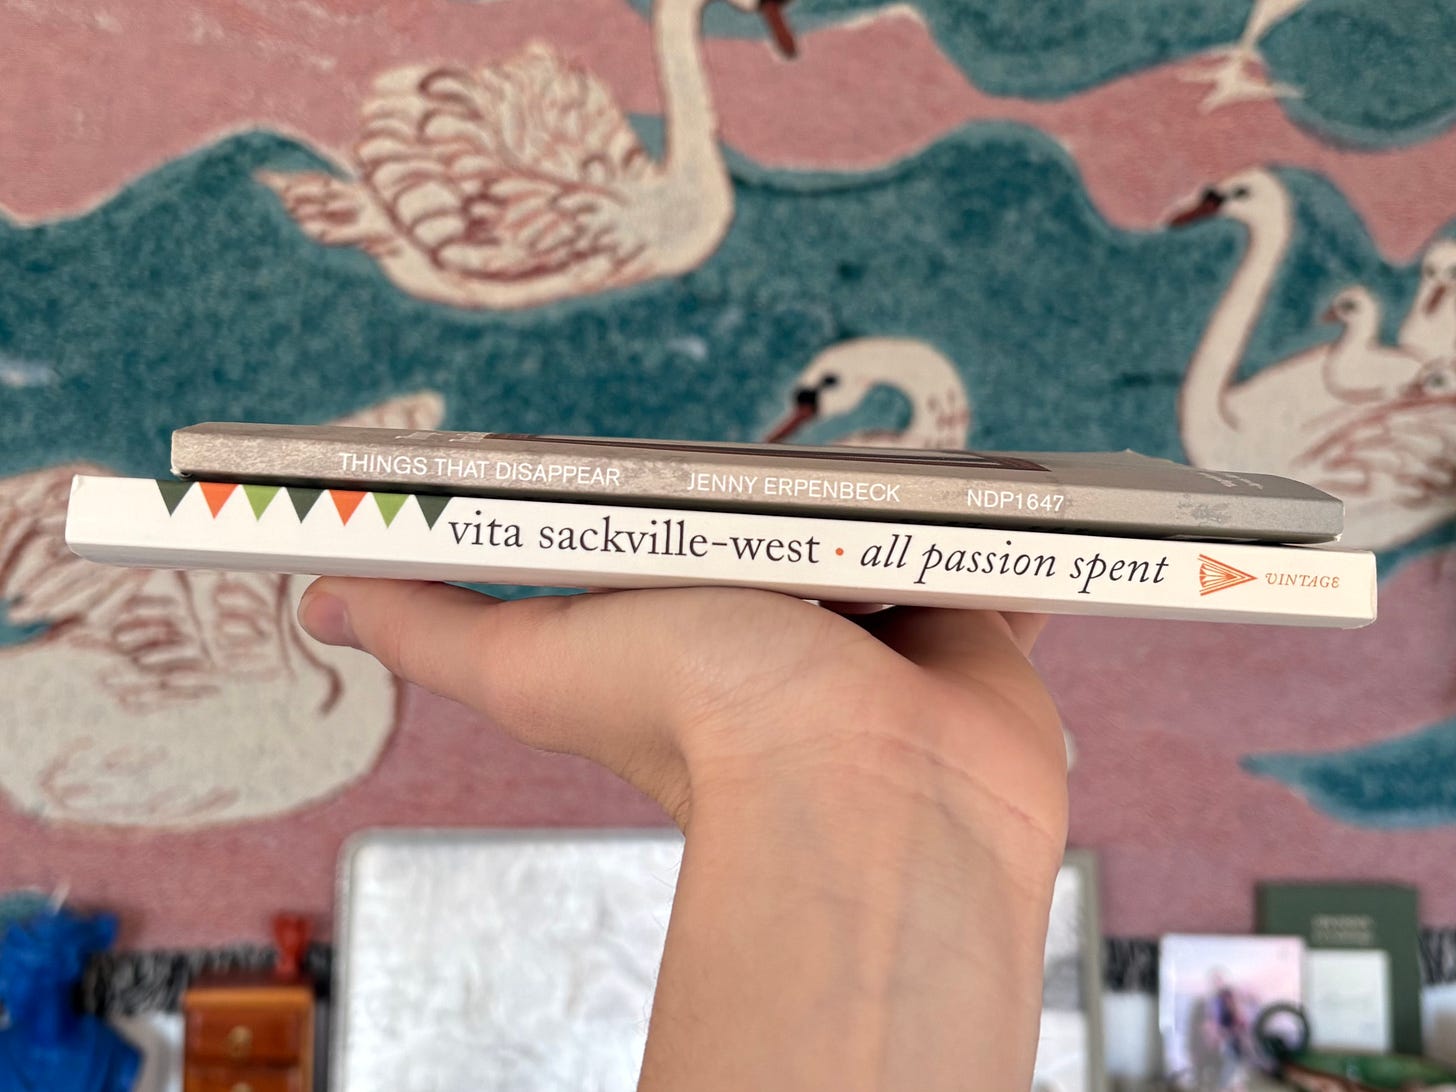 THINGS THAT DISAPPEAR JENNY ERPENBECK NDP1647
vita sackville-west • all passion spent VINTAGE